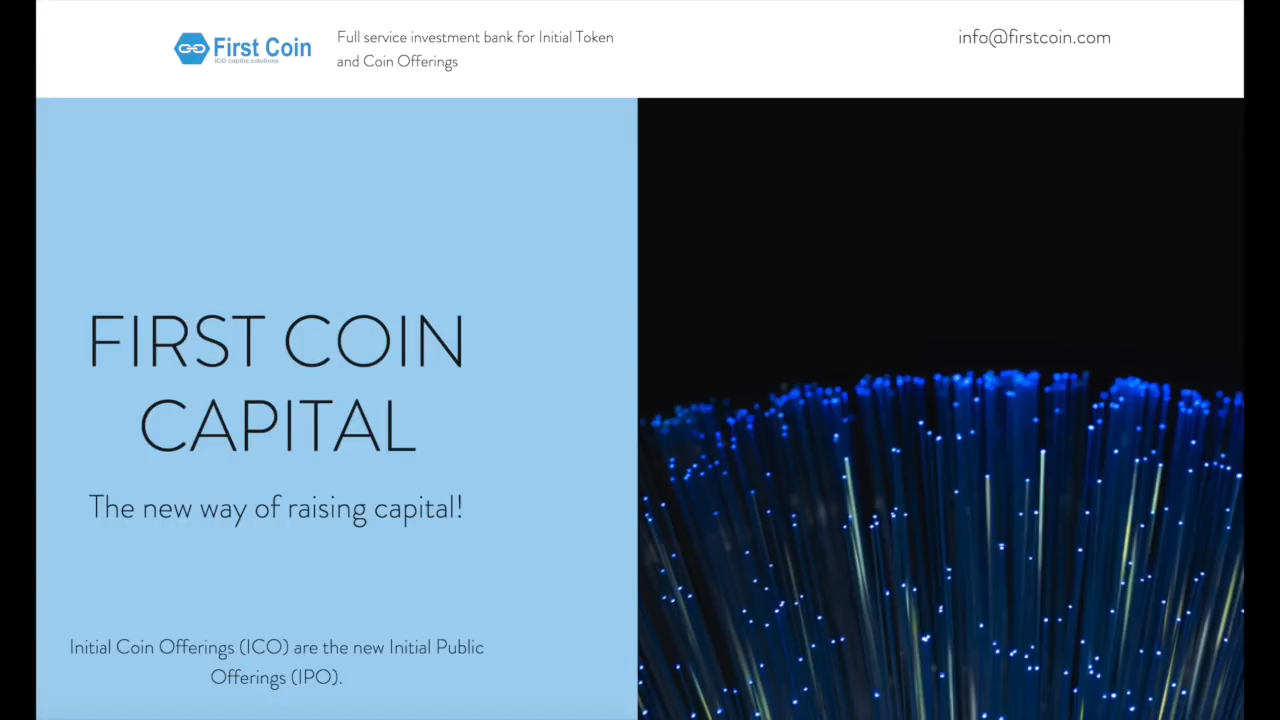 First Coin
ICO capital solutions
Full service investment bank for Initial Token
and Coin Offerings
info@firstcoin.com
FIRST COIN
CAPITAL
The new way of raising capital!
Initial Coin Offerings (ICO) are the new Initial Public
Offerings (IPO).